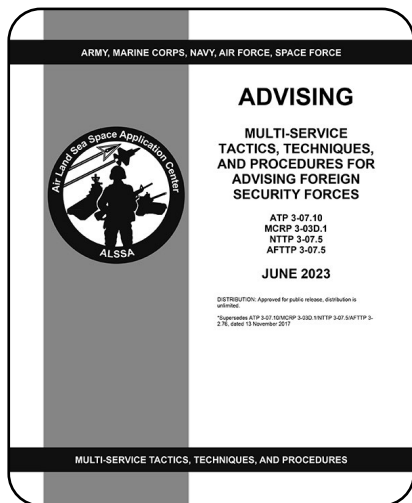 ARMY, MARINE CORPS, NAVY, AIR FORCE, SPACE FORCE
ADVISING
MULTI-SERVICE
TACTICS, TECHNIQUES,
AND PROCEDURES FOR
ADVISING FOREIGN
SECURITY FORCES
Air Land Sea Space Application Center
ALSSA
ATP 3-07.10
MCRP 3-03D.1
NTTP 3-07.5
AFTTP 3-07.5
JUNE 2023
DISTRIBUTION: Approved for public release, distribution is
unlimited.
*Supersedes ATP 3-07.10/MCRP 3-03D.1/NTTP 3-07.5/AFTTP 3-
2.76, dated 13 November 2017
MULTI-SERVICE TACTICS, TECHNIQUES, AND PROCEDURES